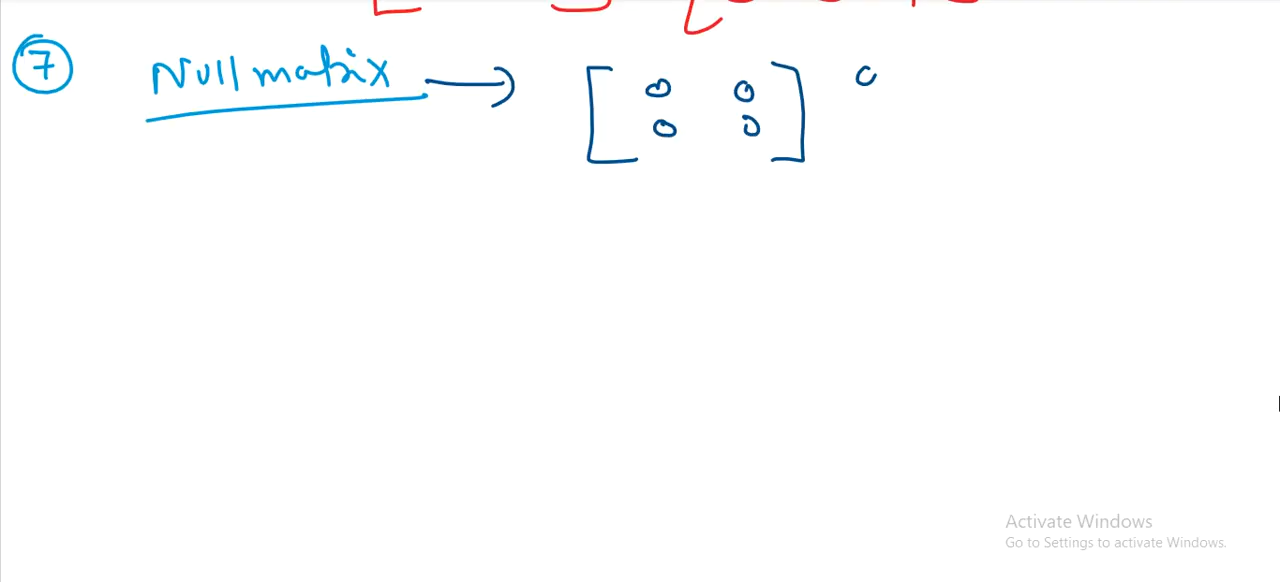 7 Null matrix → [ 0 0
0 0 ]
Activate Windows
Go to Settings to activate Windows.